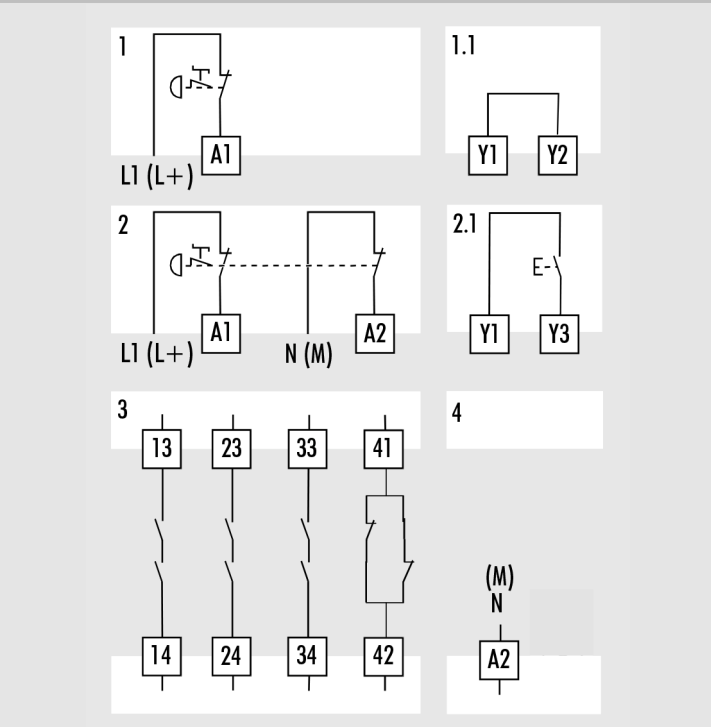 1
A1
L1 (L+)
1.1
Y1 Y2
2
A1 A2
L1 (L+) N (M)
2.1
E
Y1 Y3
3
13 23 33 41
14 24 34 42
4
(M)
N
A2